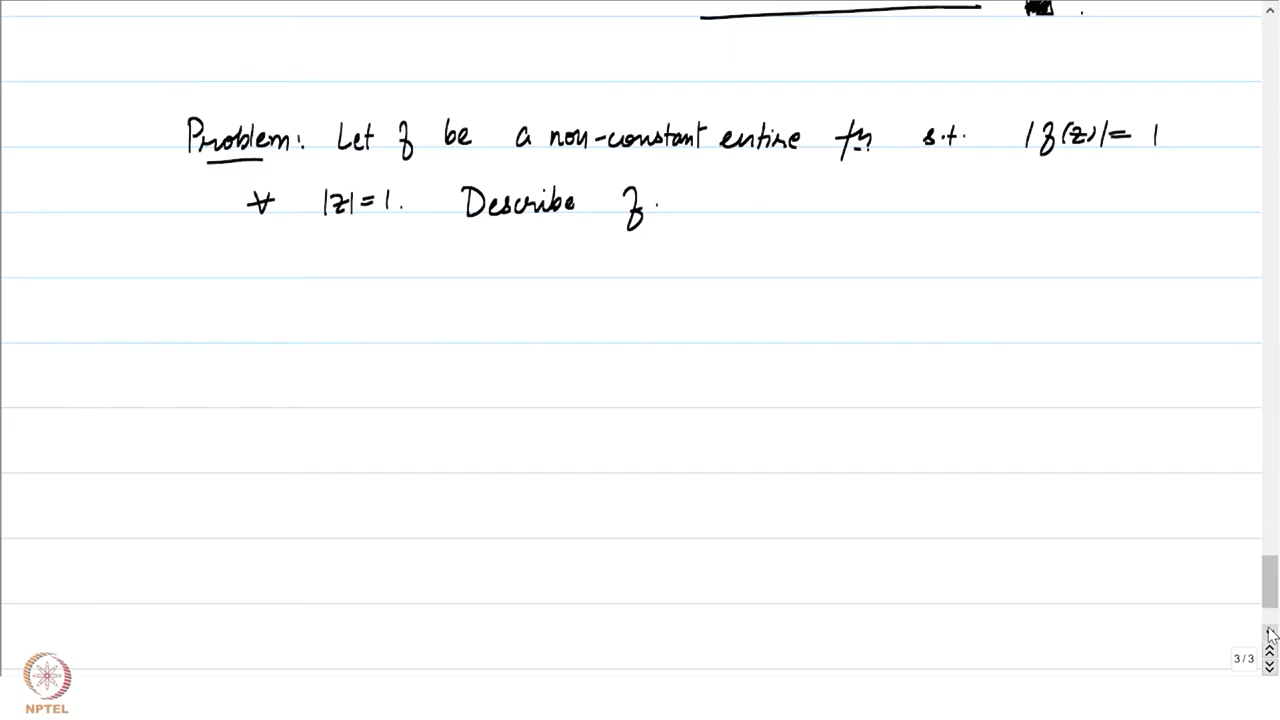 Problem: Let f be a non-constant entire fn s.t. |f(z)| = 1
∀ |z| = 1. Describe f.
3 / 3
NPTEL